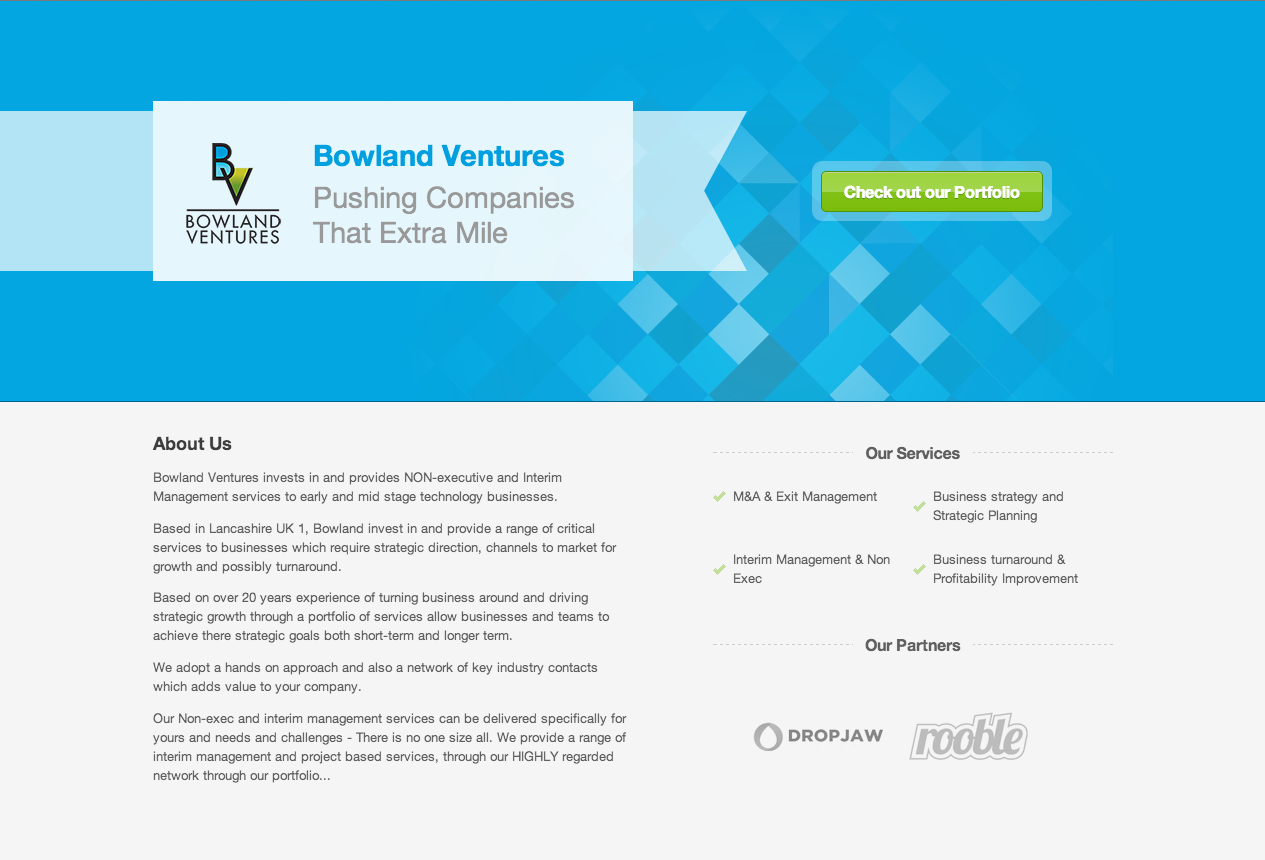 BV
BOWLAND
VENTURES
Bowland Ventures
Pushing Companies
That Extra Mile
Check out our Portfolio
About Us
Bowland Ventures invests in and provides NON-executive and Interim
Management services to early and mid stage technology businesses.
Based in Lancashire UK 1, Bowland invest in and provide a range of critical
services to businesses which require strategic direction, channels to market for
growth and possibly turnaround.
Based on over 20 years experience of turning business around and driving
strategic growth through a portfolio of services allow businesses and teams to
achieve there strategic goals both short-term and longer term.
We adopt a hands on approach and also a network of key industry contacts
which adds value to your company.
Our Non-exec and interim management services can be delivered specifically for
yours and needs and challenges - There is no one size all. We provide a range of
interim management and project based services, through our HIGHLY regarded
network through our portfolio...
Our Services
M&A & Exit Management
Business strategy and
Strategic Planning
Interim Management & Non
Exec
Business turnaround &
Profitability Improvement
Our Partners
DROPJAW
rooble